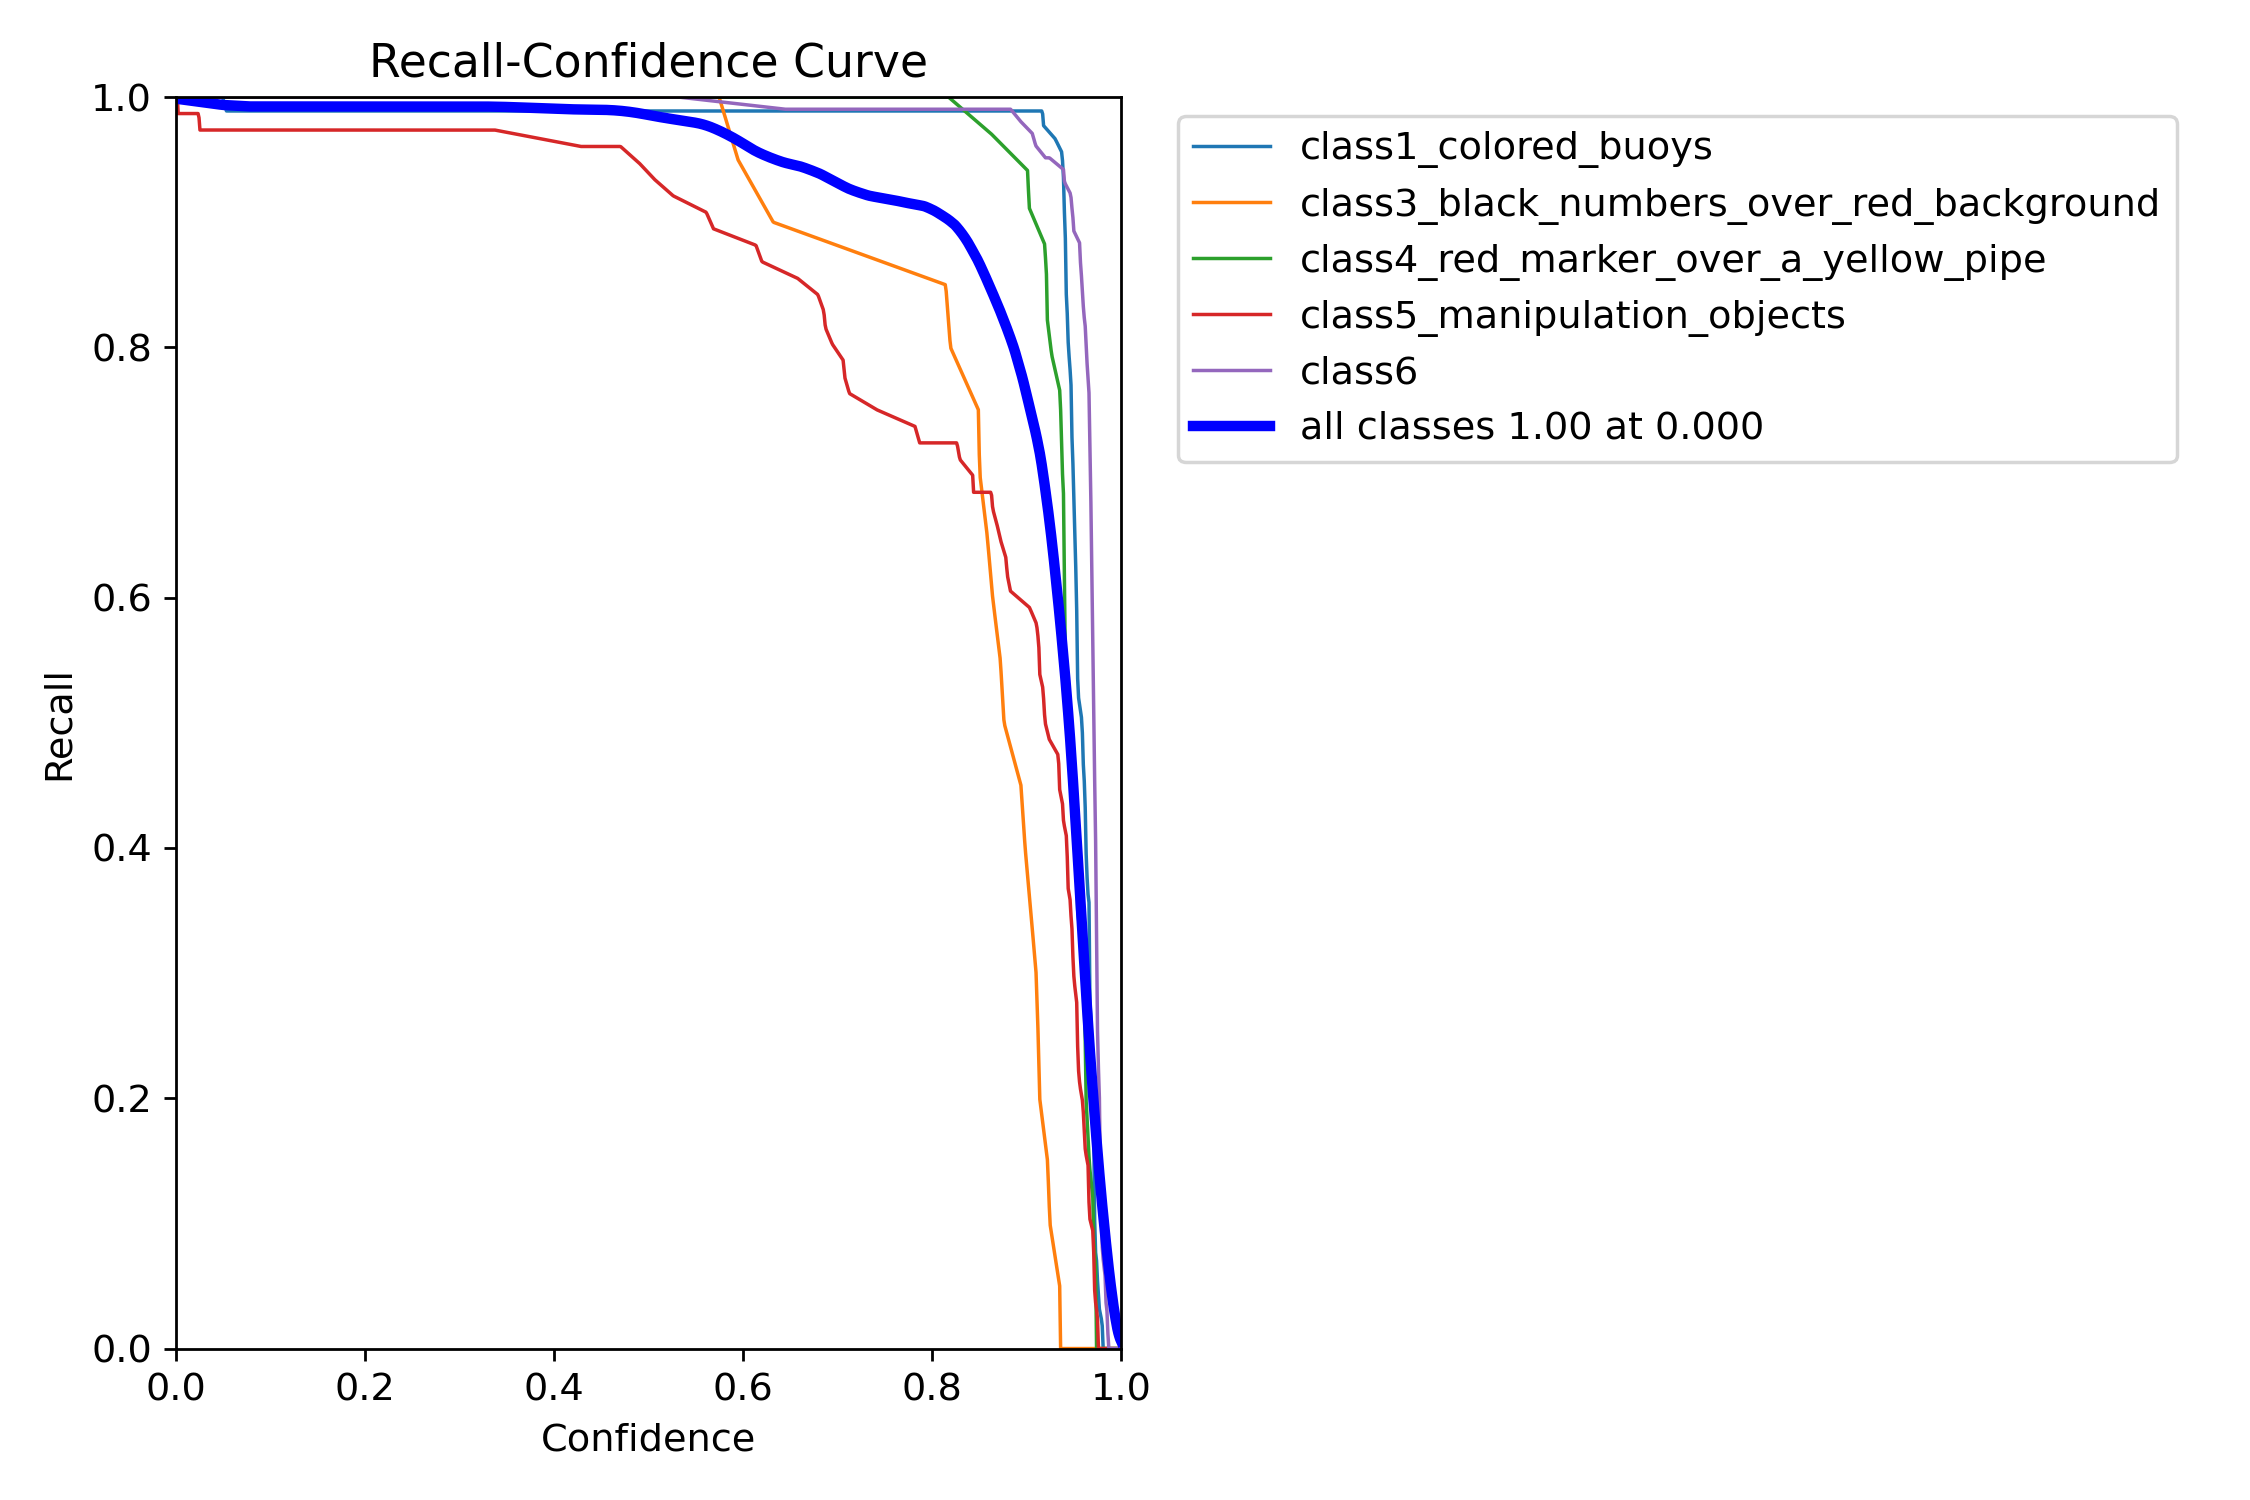 Recall-Confidence Curve
1.0
0.8
0.6
0.4
0.2
0.0
Recall
0.0 0.2 0.4 0.6 0.8 1.0
Confidence
class1_colored_buoys
class3_black_numbers_over_red_background
class4_red_marker_over_a_yellow_pipe
class5_manipulation_objects
class6
all classes 1.00 at 0.000